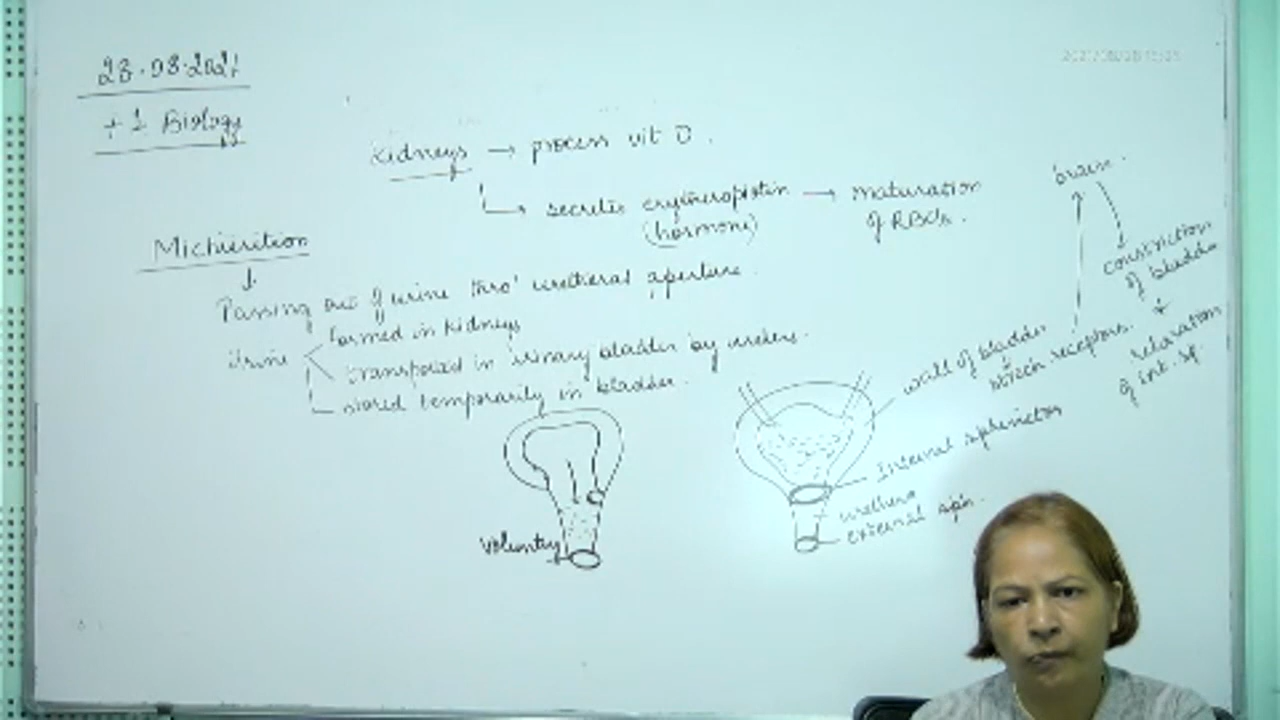 23.08.2021
+1 Biology
Kidneys → process vit D.
→ secretes erythropoietin → maturation
(hormone) of RBCs.
Micturition
↓
Passing out of urine thro' urethral aperture.
Urine
formed in kidneys
transported in urinary bladder by ureters.
stored temporarily in bladder.
Voluntry
brain.
constriction
of bladder
+
relaxation
of int. sp.
wall of bladder
↓
stretch receptors.
Internal sphincter
urethra
external sph.